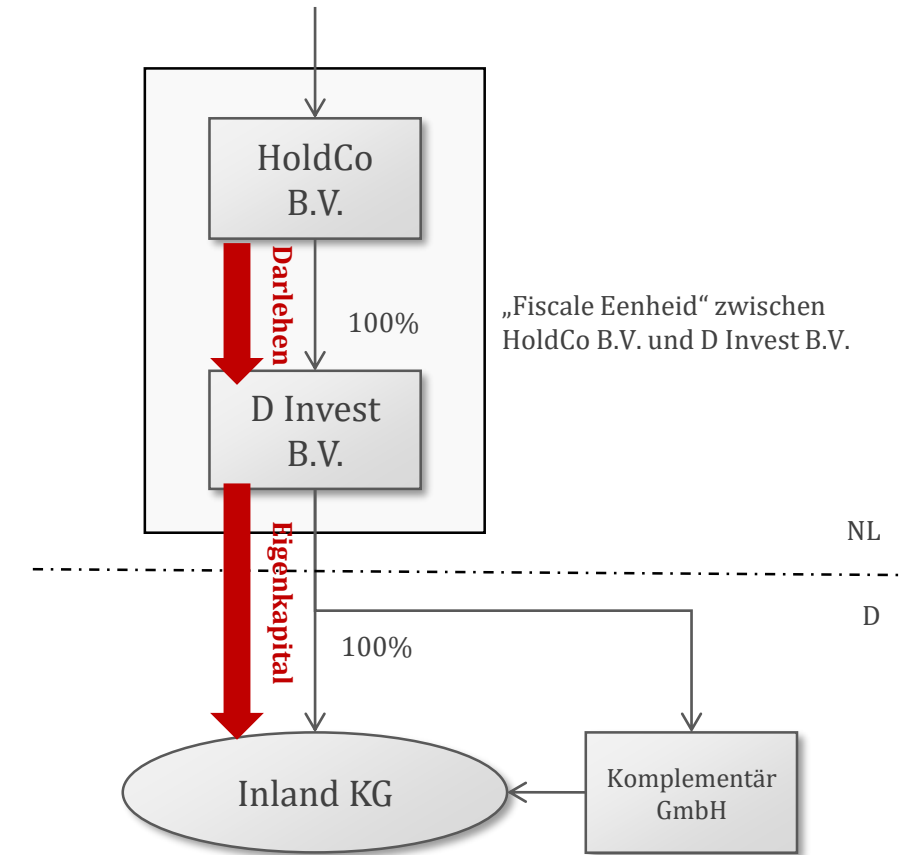 HoldCo
B.V.
Darlehen
100%
„Fiscale Eenheid“ zwischen
HoldCo B.V. und D Invest B.V.
D Invest
B.V.
Eigenkapital
NL
D
100%
Inland KG
Komplementär
GmbH